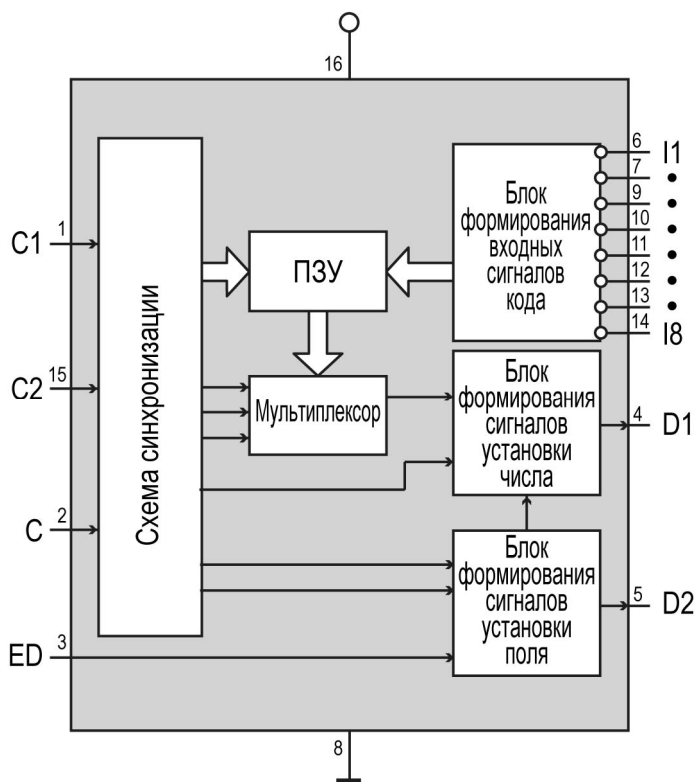 16
C1
1
C2
15
C
2
ED
3
Схема синхронизации
ПЗУ
Мультиплексор
Блок
формирования
входных
сигналов
кода
6 I1
7
9
10
11
12
13
14 I8
Блок
формирования
сигналов
установки
числа
4 D1
Блок
формирования
сигналов
установки
поля
5 D2
8